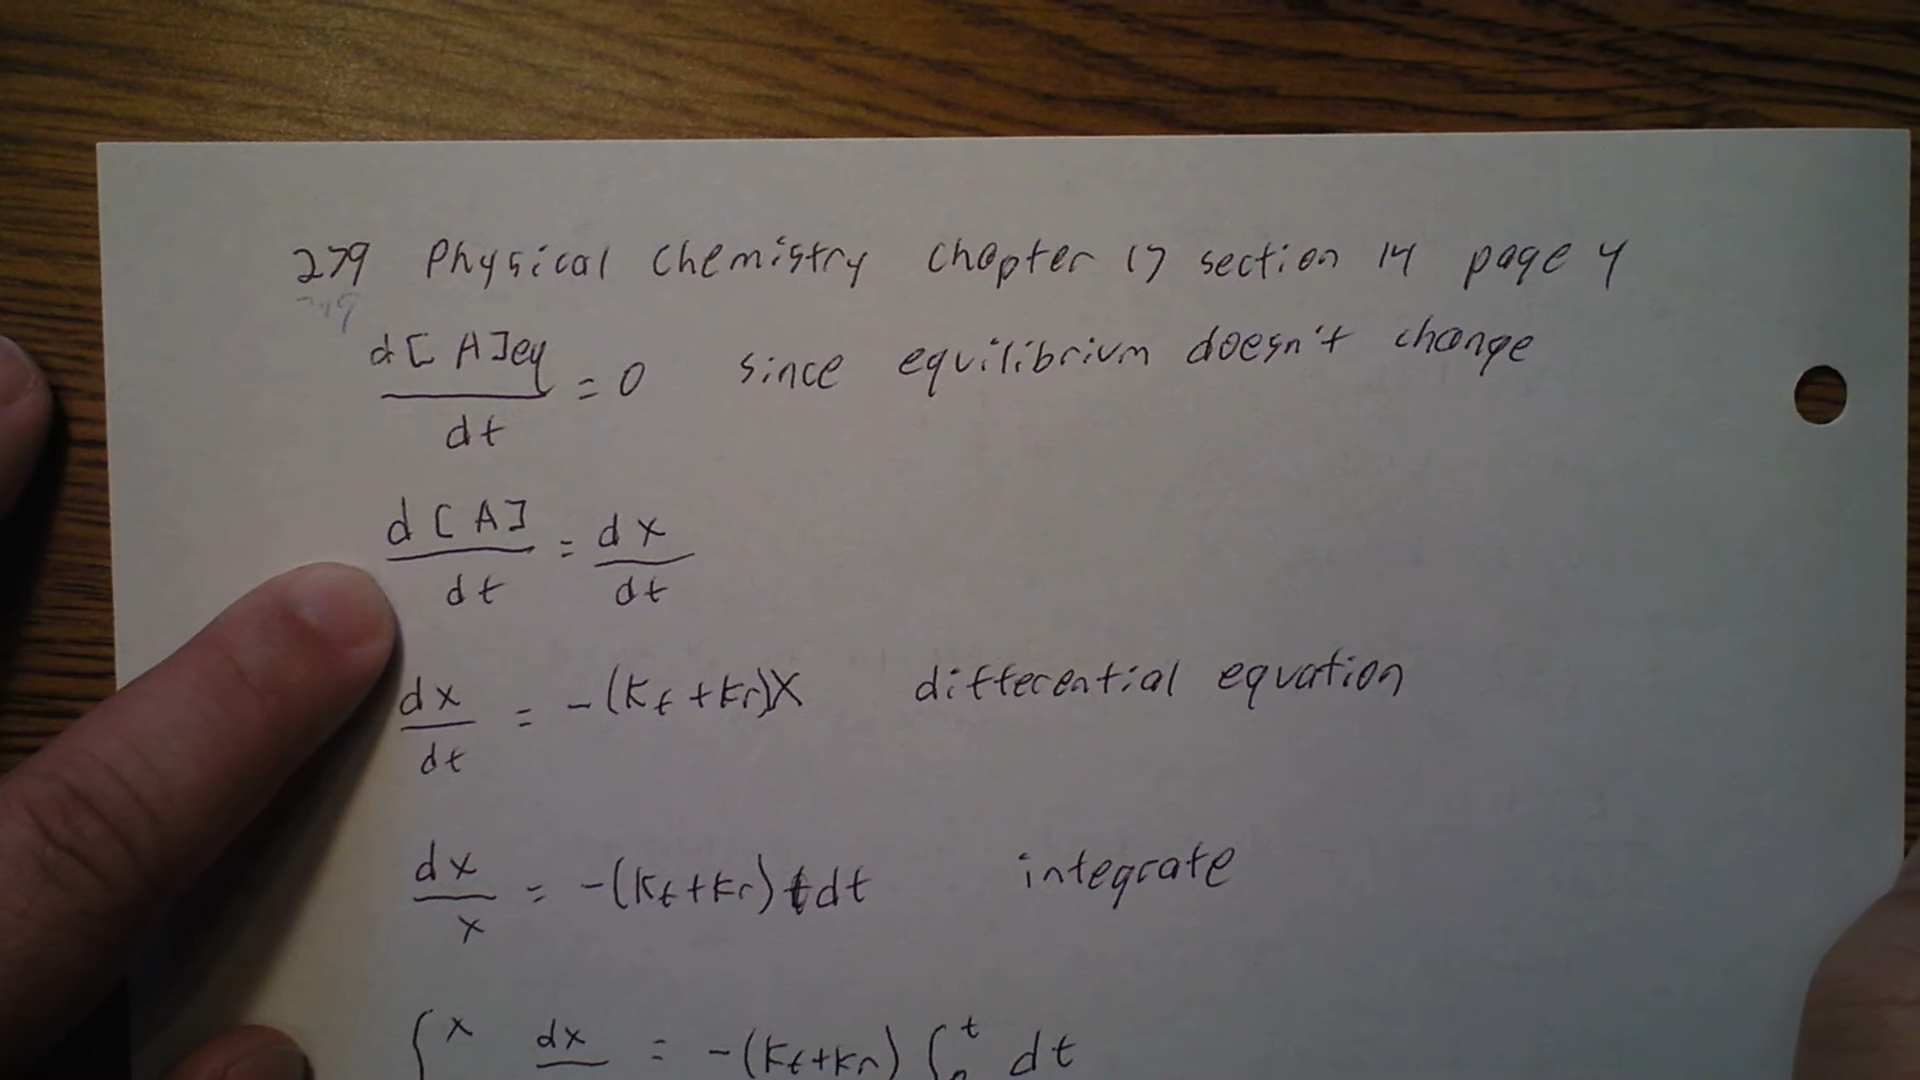 279 Physical Chemistry Chapter 17 section 14 page 4
d[A]eq/dt = 0 since equilibrium doesn't change
d[A]/dt = dx/dt
dx/dt = -(kf+kr)x differential equation
dx/x = -(kf+kr) dt integrate
∫ x dx = -(kf+kr) ∫ t dt